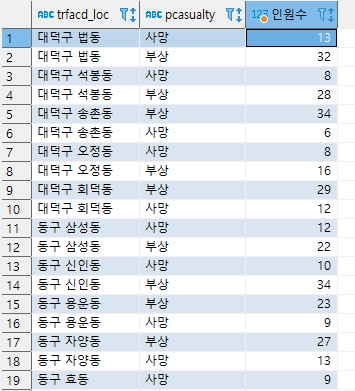 ABC trfacd_loc ABC pcasualty 123 인원수
1 대덕구 법동 사망 13
2 대덕구 법동 부상 32
3 대덕구 석봉동 사망 8
4 대덕구 석봉동 부상 28
5 대덕구 송촌동 부상 34
6 대덕구 송촌동 사망 6
7 대덕구 오정동 사망 8
8 대덕구 오정동 부상 16
9 대덕구 회덕동 부상 29
10 대덕구 회덕동 사망 12
11 동구 삼성동 사망 12
12 동구 삼성동 부상 22
13 동구 신인동 사망 10
14 동구 신인동 부상 34
15 동구 용운동 부상 23
16 동구 용운동 사망 9
17 동구 자양동 부상 27
18 동구 자양동 사망 13
19 동구 효동 사망 9